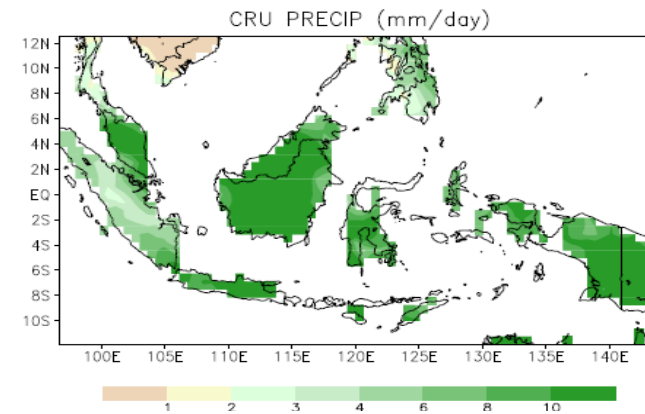 CRU PRECIP (mm/day)
12N
10N
8N
6N
4N
2N
EQ
2S
4S
6S
8S
10S
100E 105E 110E 115E 120E 125E 130E 135E 140E
1 2 3 4 6 8 10